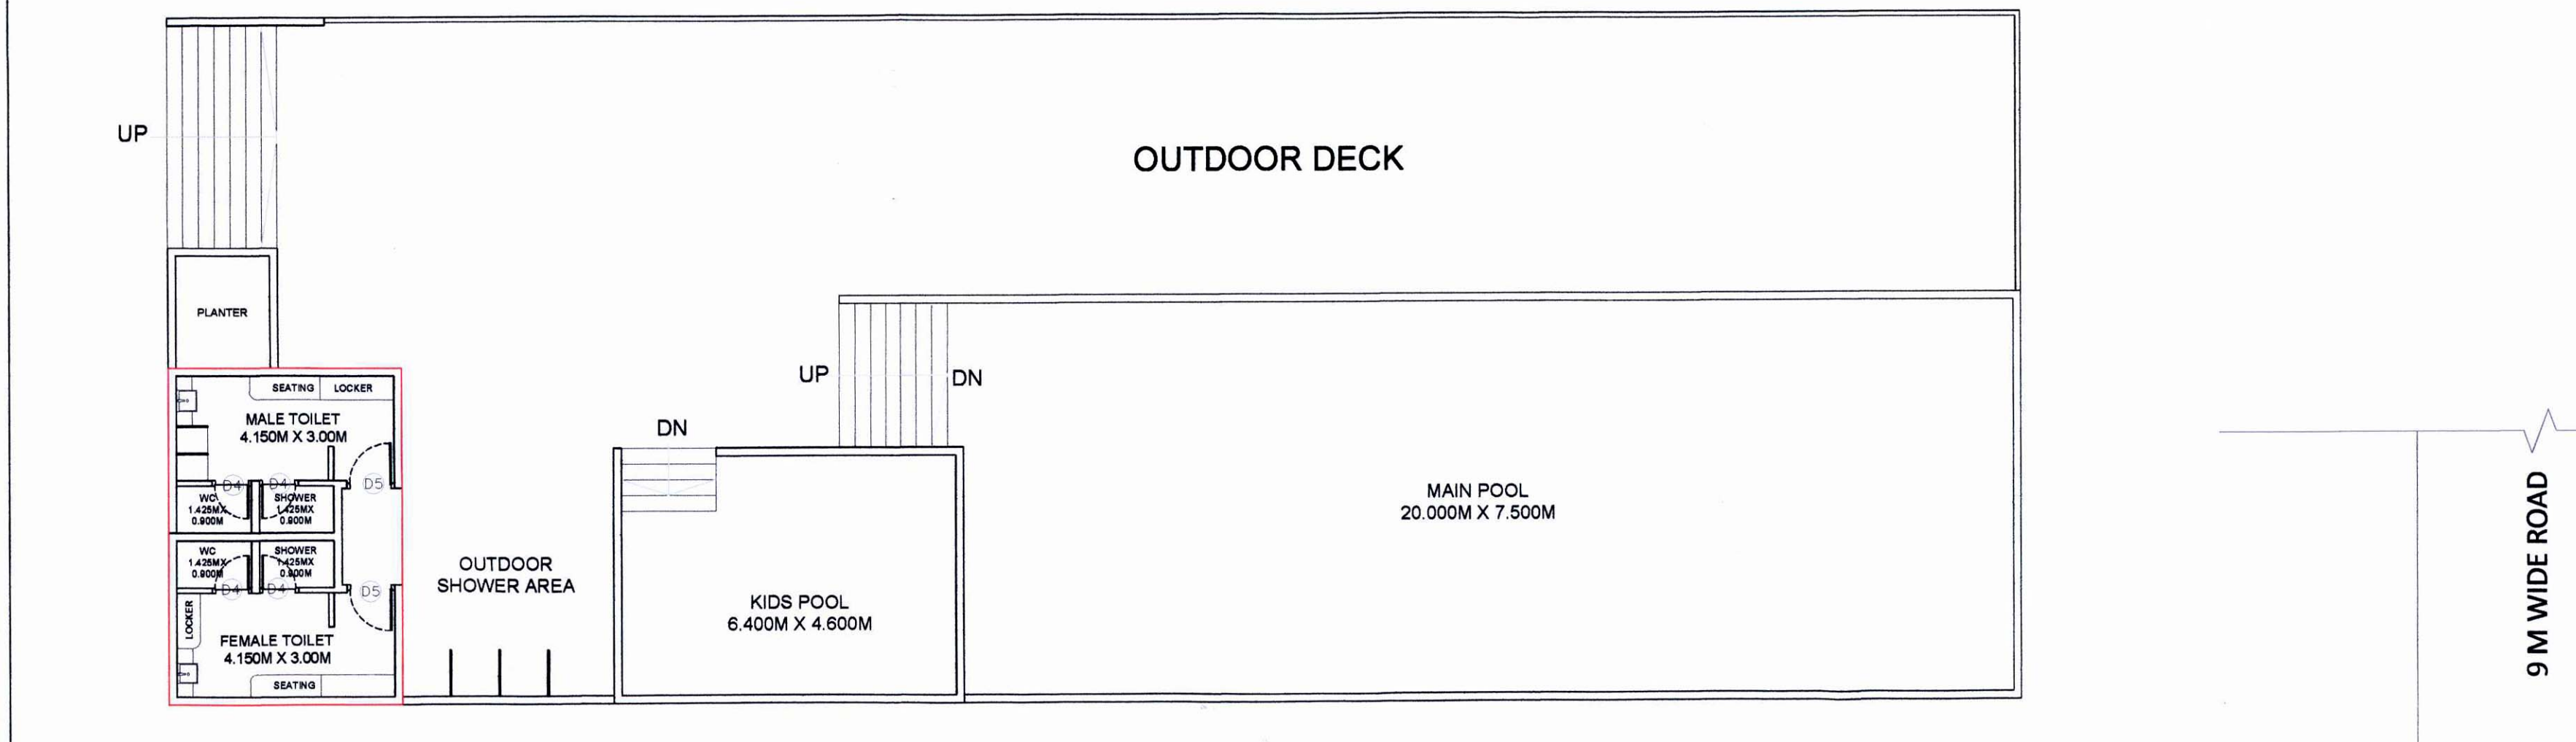 UP
OUTDOOR DECK
PLANTER
UP
DN
DN
SEATING
LOCKER
MALE TOILET
4.150M X 3.00M
D4
D4
D5
WC
1.425MX
0.900M
SHOWER
1.425MX
0.900M
WC
1.425MX
0.900M
SHOWER
1.425MX
0.900M
D4
D4
D5
LOCKER
FEMALE TOILET
4.150M X 3.00M
SEATING
OUTDOOR
SHOWER AREA
KIDS POOL
6.400M X 4.600M
MAIN POOL
20.000M X 7.500M
9 M WIDE ROAD